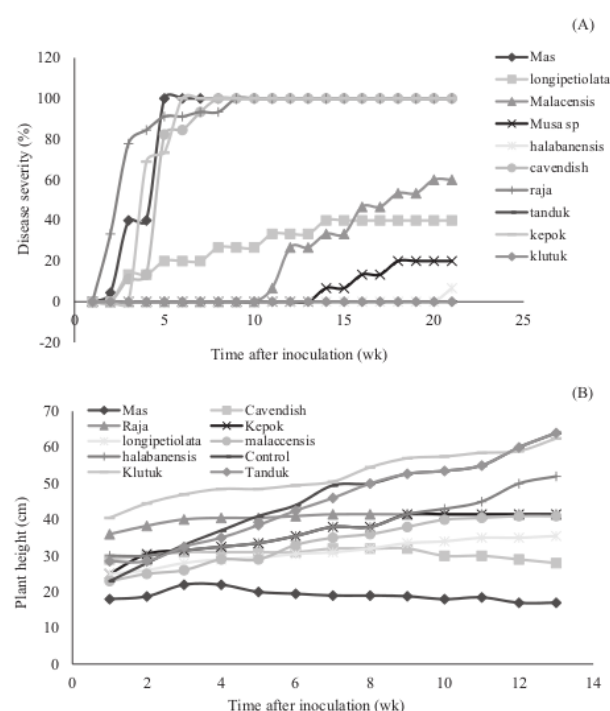 (A)
120
100
80
60
40
20
0
-20
Disease severity (%)
0 5 10 15 20 25
Time after inoculation (wk)
Mas
longipetiolata
Malacensis
Musa sp
halabanensis
cavendish
raja
tanduk
kepok
klutuk
(B)
70
60
50
40
30
20
10
0
Plant height (cm)
Mas Cavendish
Raja Kepok
longipetiolata malaccensis
halabanensis Control
Klutuk Tanduk
0 2 4 6 8 10 12 14
Time after inoculation (wk)